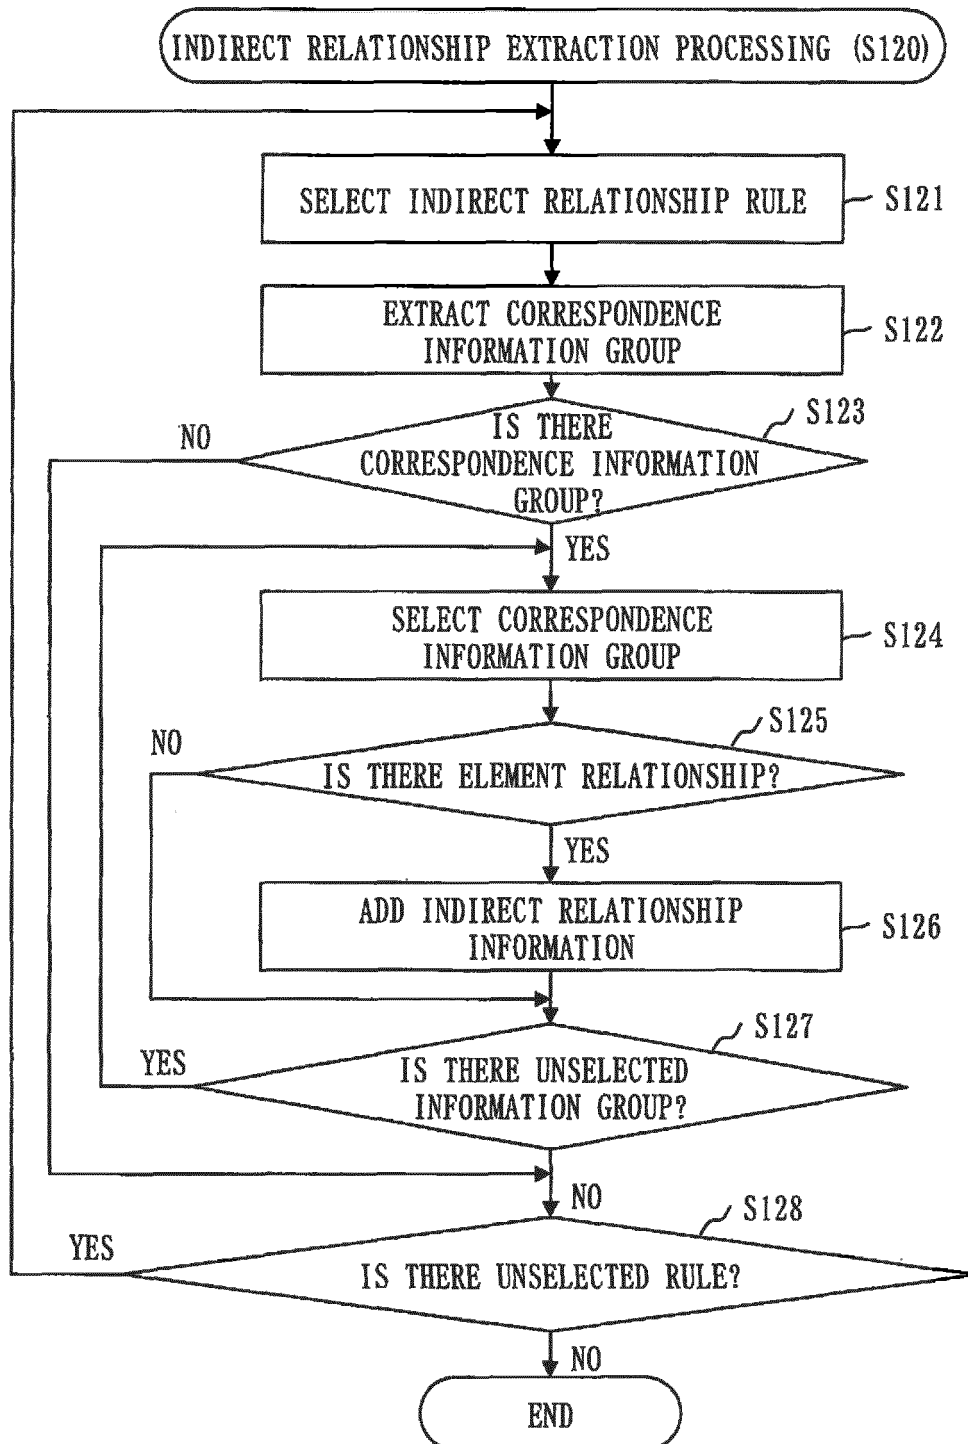 INDIRECT RELATIONSHIP EXTRACTION PROCESSING (S120)
SELECT INDIRECT RELATIONSHIP RULE
S121
EXTRACT CORRESPONDENCE
INFORMATION GROUP
S122
S123
NO
IS THERE
CORRESPONDENCE INFORMATION
GROUP?
YES
SELECT CORRESPONDENCE
INFORMATION GROUP
S124
S125
NO
IS THERE ELEMENT RELATIONSHIP?
YES
ADD INDIRECT RELATIONSHIP
INFORMATION
S126
S127
YES
IS THERE UNSELECTED
INFORMATION GROUP?
NO
S128
YES
IS THERE UNSELECTED RULE?
NO
END